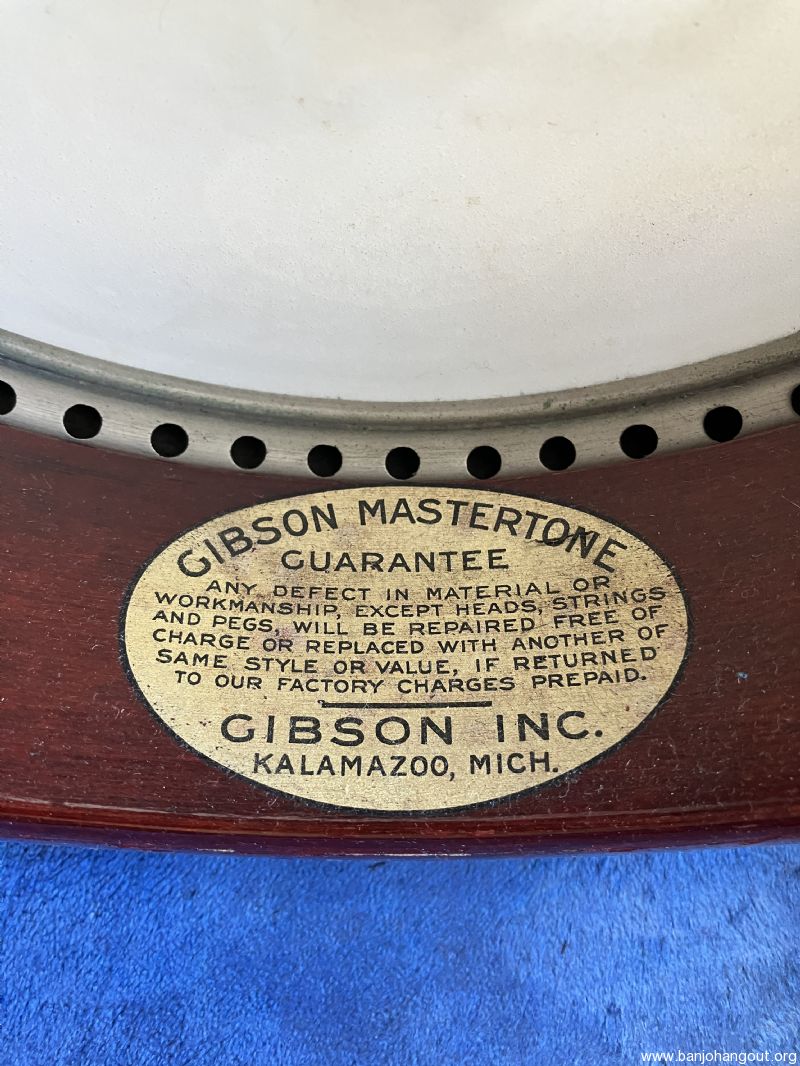 GIBSON MASTERTONE
GUARANTEE
ANY DEFECT IN MATERIAL OR
WORKMANSHIP, EXCEPT HEADS, STRINGS
AND PEGS, WILL BE REPAIRED FREE OF
CHARGE OR REPLACED WITH ANOTHER OF
SAME STYLE OR VALUE, IF RETURNED
TO OUR FACTORY CHARGES PREPAID.
GIBSON INC.
KALAMAZOO, MICH.
www.banjohangout.org